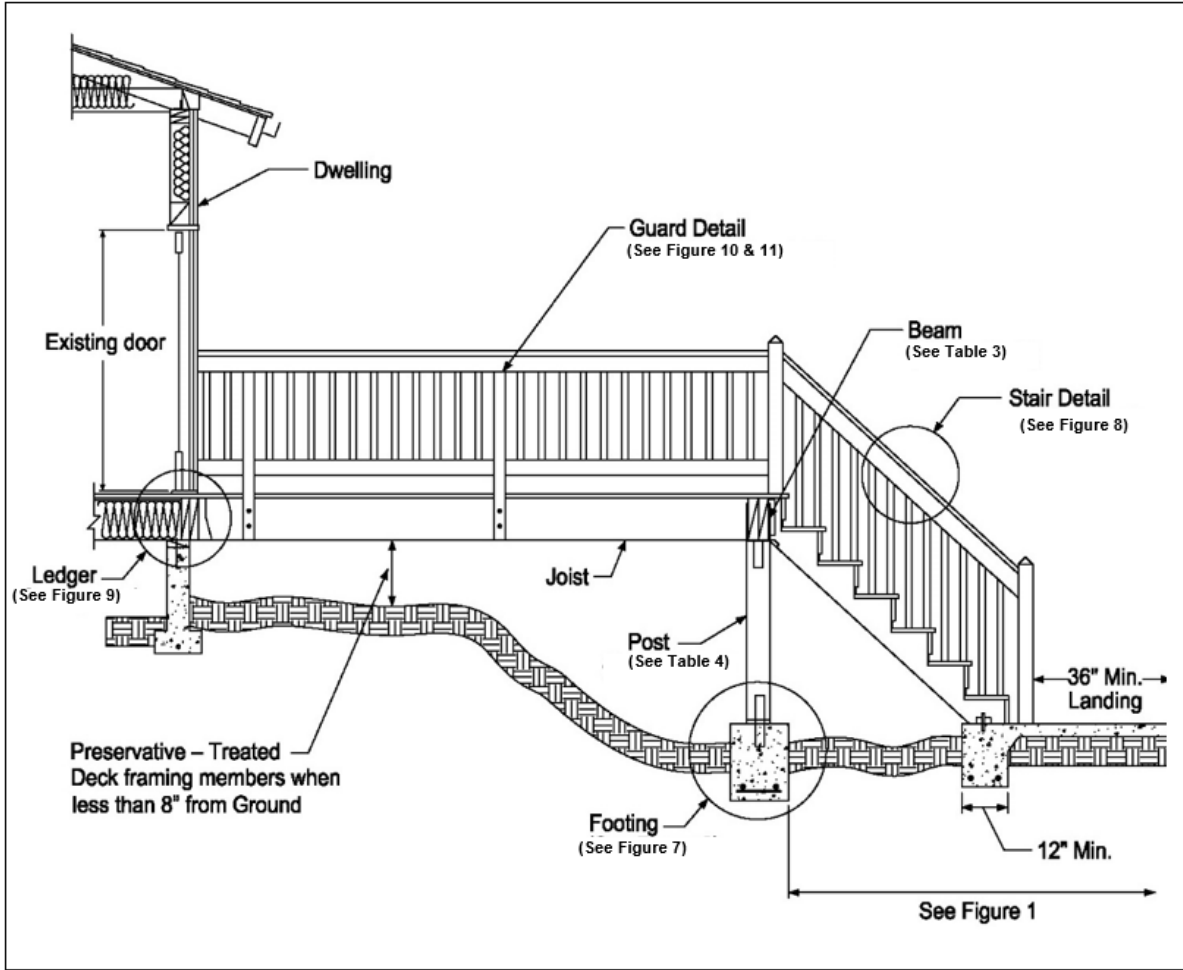 Dwelling
Guard Detail
(See Figure 10 & 11)
Existing door
Beam
(See Table 3)
Stair Detail
(See Figure 8)
Ledger
(See Figure 9)
Joist
Post
(See Table 4)
36" Min.
Landing
Preservative – Treated
Deck framing members when
less than 8" from Ground
Footing
(See Figure 7)
12" Min.
See Figure 1